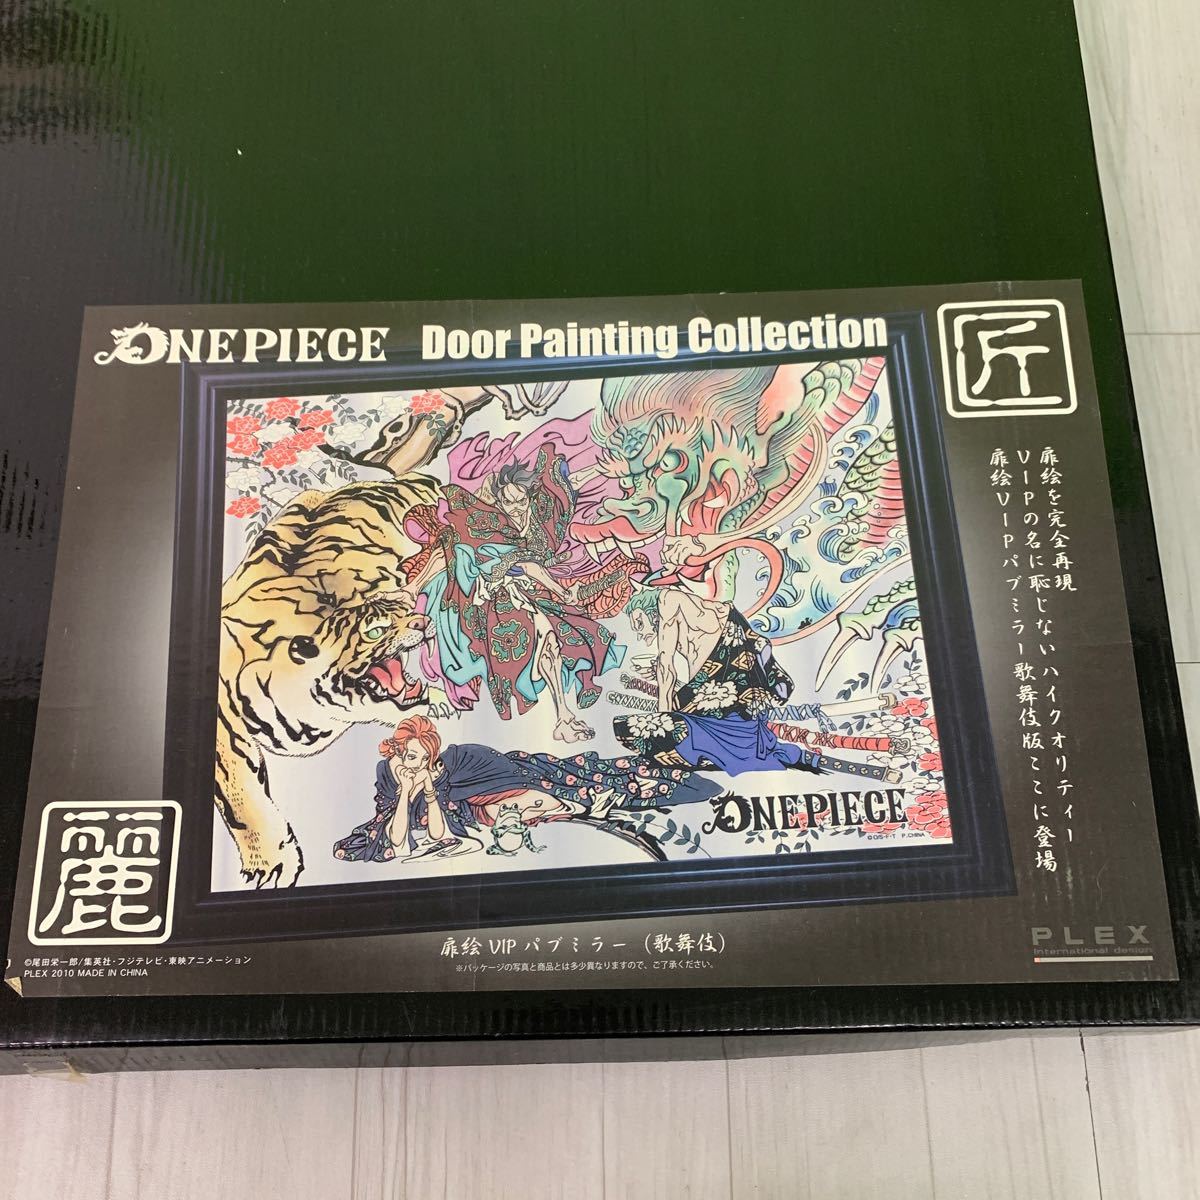 ONE PIECE Door Painting Collection
匠
扉絵を完全再現
VIPの名に恥じないハイクオリティー
扉絵VIPパブミラー歌舞伎版ここに登場
ONE PIECE
©O/S・F・T P.CHINA
麗
扉絵VIPパブミラー(歌舞伎)
※パッケージの写真と商品とは多少異なりますので、ご了承ください。
©尾田栄一郎/集英社・フジテレビ・東映アニメーション
PLEX 2010 MADE IN CHINA
PLEX
International design